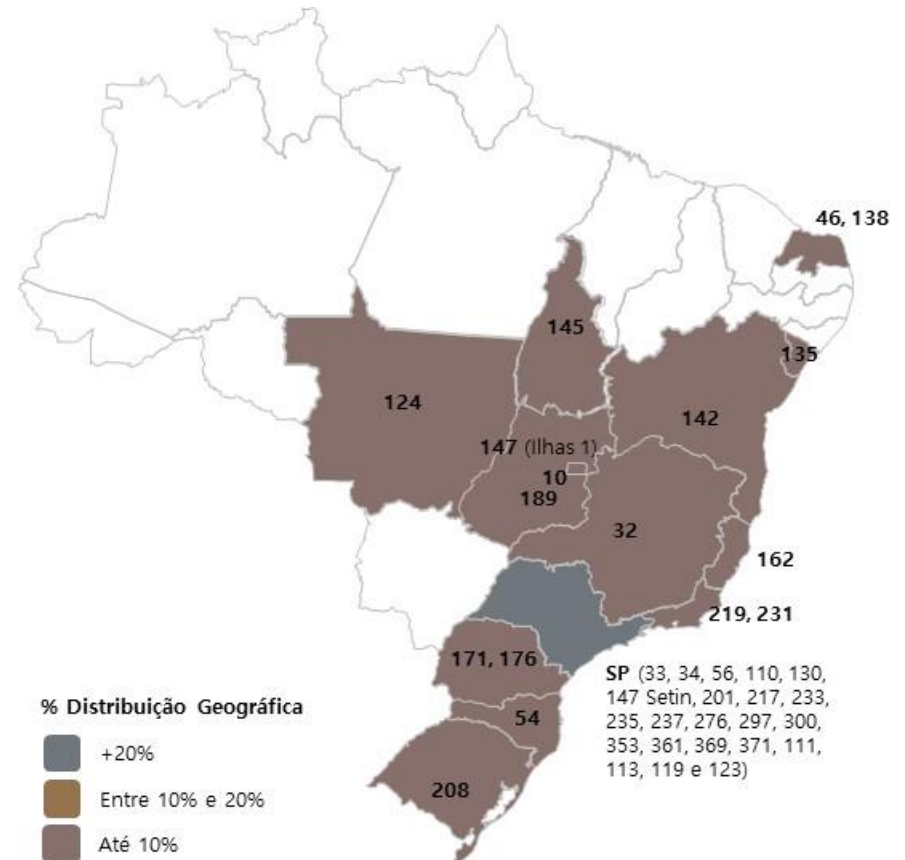 46, 138
145
135
124
142
147 (Ilhas 1)
10
189
32
162
219, 231
171, 176
SP (33, 34, 56, 110, 130,
147 Setin, 201, 217, 233,
235, 237, 276, 297, 300,
353, 361, 369, 371, 111,
113, 119 e 123)
54
208
% Distribuição Geográfica
+20%
Entre 10% e 20%
Até 10%